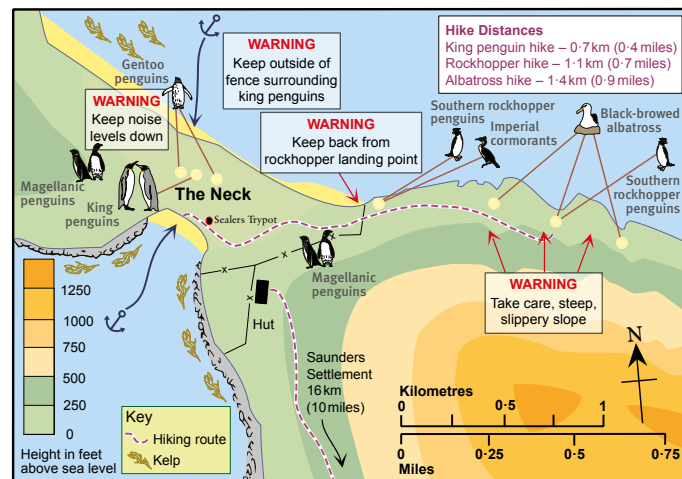 Hike Distances
King penguin hike – 0·7 km (0·4 miles)
Rockhopper hike – 1·1 km (0·7 miles)
Albatross hike – 1·4 km (0·9 miles)
Gentoo
penguins
WARNING
Keep outside of
fence surrounding
king penguins
WARNING
Keep noise
levels down
WARNING
Keep back from
rockhopper landing point
Southern rockhopper
penguins
Imperial
cormorants
Black-browed
albatross
Southern
rockhopper
penguins
Magellanic
penguins
King
penguins
The Neck
Sealers Trypot
Magellanic
penguins
WARNING
Take care, steep,
slippery slope
Hut
Saunders
Settlement
16 km
(10 miles)
1250
1000
750
500
250
0
Height in feet
above sea level
Key
Hiking route
Kelp
N
Kilometres
0
0·5
1
0
0·25
0·5
0·75
Miles